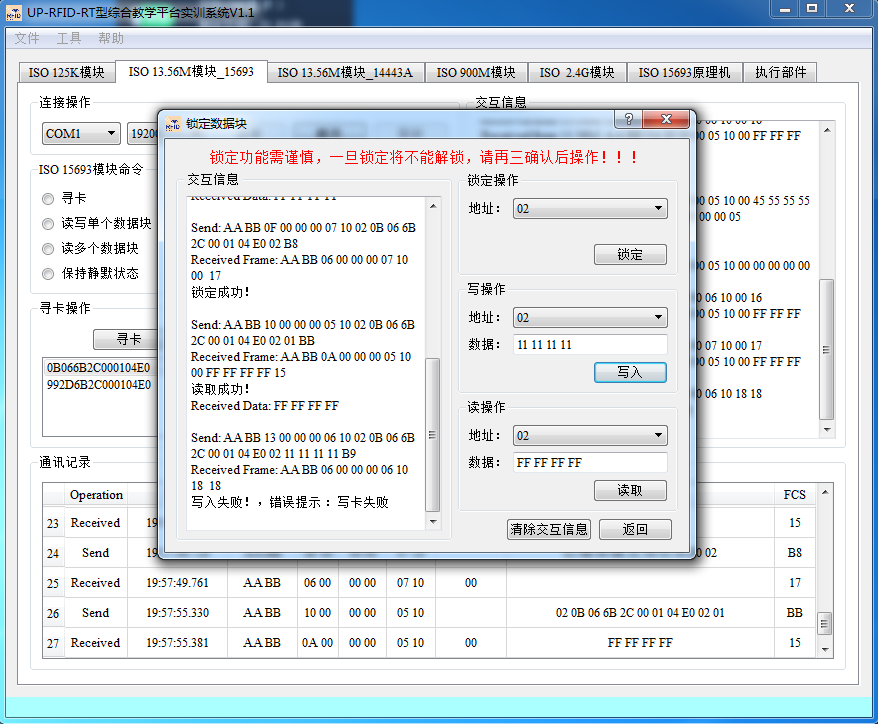 UP-RFID-RT型综合教学平台实训系统V1.1
文件 工具 帮助
ISO 125K模块 ISO 13.56M模块_15693 ISO 13.56M模块_14443A ISO 900M模块 ISO 2.4G模块 ISO 15693原理机 执行部件
连接操作
COM1 1920
ISO 15693模块命令
寻卡
读写单个数据块
读多个数据块
保持静默状态
寻卡操作
寻卡
0B066B2C000104E0
992D6B2C000104E0
交互信息
05 10 00 FF FF FF
00 05 10 00 45 55 55 55
00 00 05
00 05 10 00 00 00 00 00
06 10 00 16
00 05 10 00 FF FF FF
07 10 00 17
00 05 10 00 FF FF FF
06 10 18 18
锁定数据块
锁定功能需谨慎，一旦锁定将不能解锁，请再三确认后操作！！！
交互信息
Received Data: 11 11 11 11
Send: AA BB 0F 00 00 00 07 10 02 0B 06 6B
2C 00 01 04 E0 02 B8
Received Frame: AA BB 06 00 00 00 07 10
00 17
锁定成功!
Send: AA BB 10 00 00 00 05 10 02 0B 06 6B
2C 00 01 04 E0 02 01 BB
Received Frame: AA BB 0A 00 00 00 05 10
00 FF FF FF FF 15
读取成功!
Received Data: FF FF FF FF
Send: AA BB 13 00 00 00 06 10 02 0B 06 6B
2C 00 01 04 E0 02 11 11 11 11 B9
Received Frame: AA BB 06 00 00 00 06 10
18 18
写入失败! ，错误提示：写卡失败
锁定操作
地址： 02
锁定
写操作
地址： 02
数据： 11 11 11 11
写入
读操作
地址： 02
数据： FF FF FF FF
读取
清除交互信息 返回
通讯记录
Operation FCS
23 Received 15
24 Send 02 B8
25 Received 19:57:49.761 AA BB 06 00 00 00 07 10 00 17
26 Send 19:57:55.330 AA BB 10 00 00 00 05 10 02 0B 06 6B 2C 00 01 04 E0 02 01 BB
27 Received 19:57:55.381 AA BB 0A 00 00 00 05 10 00 FF FF FF FF 15